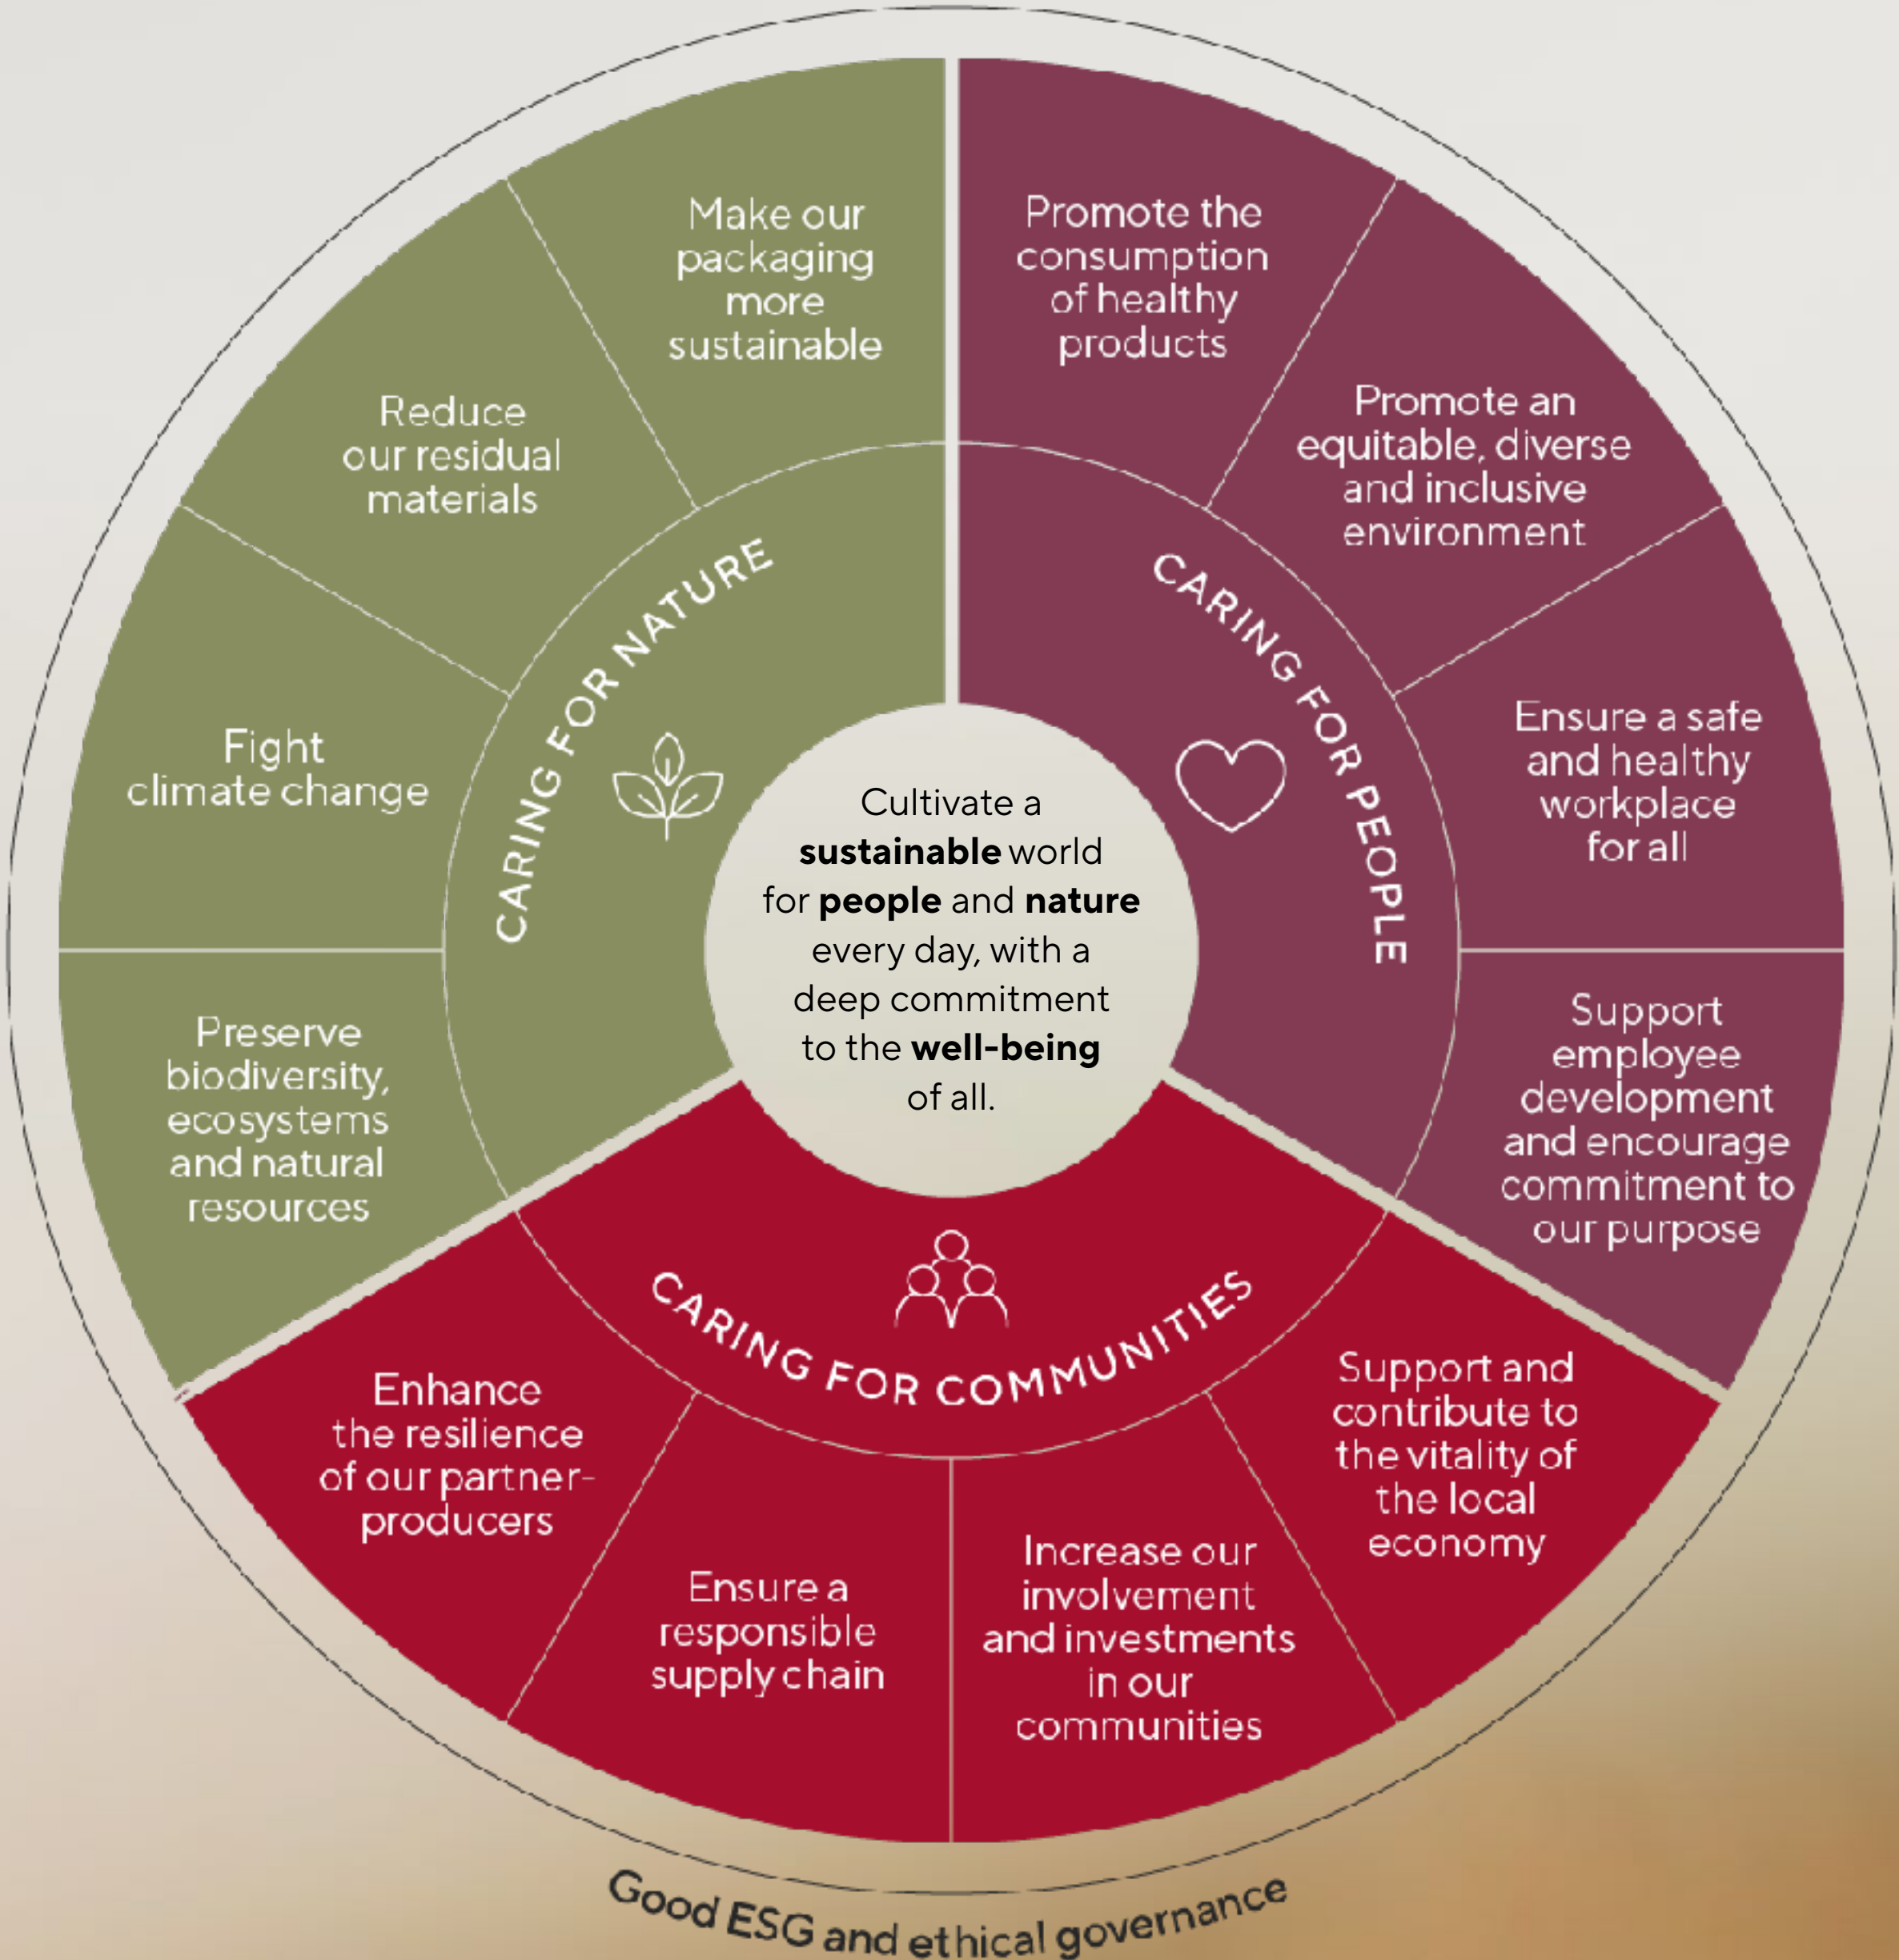 Make our
packaging
more
sustainable
Promote the
consumption
of healthy
products
Reduce
our residual
materials
Promote an
equitable, diverse
and inclusive
environment
Fight
climate change
Ensure a safe
and healthy
workplace
for all
Preserve
biodiversity,
ecosystems
and natural
resources
Support
employee
development
and encourage
commitment to
our purpose
CARING FOR NATURE
CARING FOR PEOPLE
Cultivate a
sustainable world
for people and nature
every day, with a
deep commitment
to the well-being
of all.
CARING FOR COMMUNITIES
Enhance
the resilience
of our partner-
producers
Ensure a
responsible
supply chain
Increase our
involvement
and investments
in our
communities
Support and
contribute to
the vitality of
the local
economy
Good ESG and ethical governance